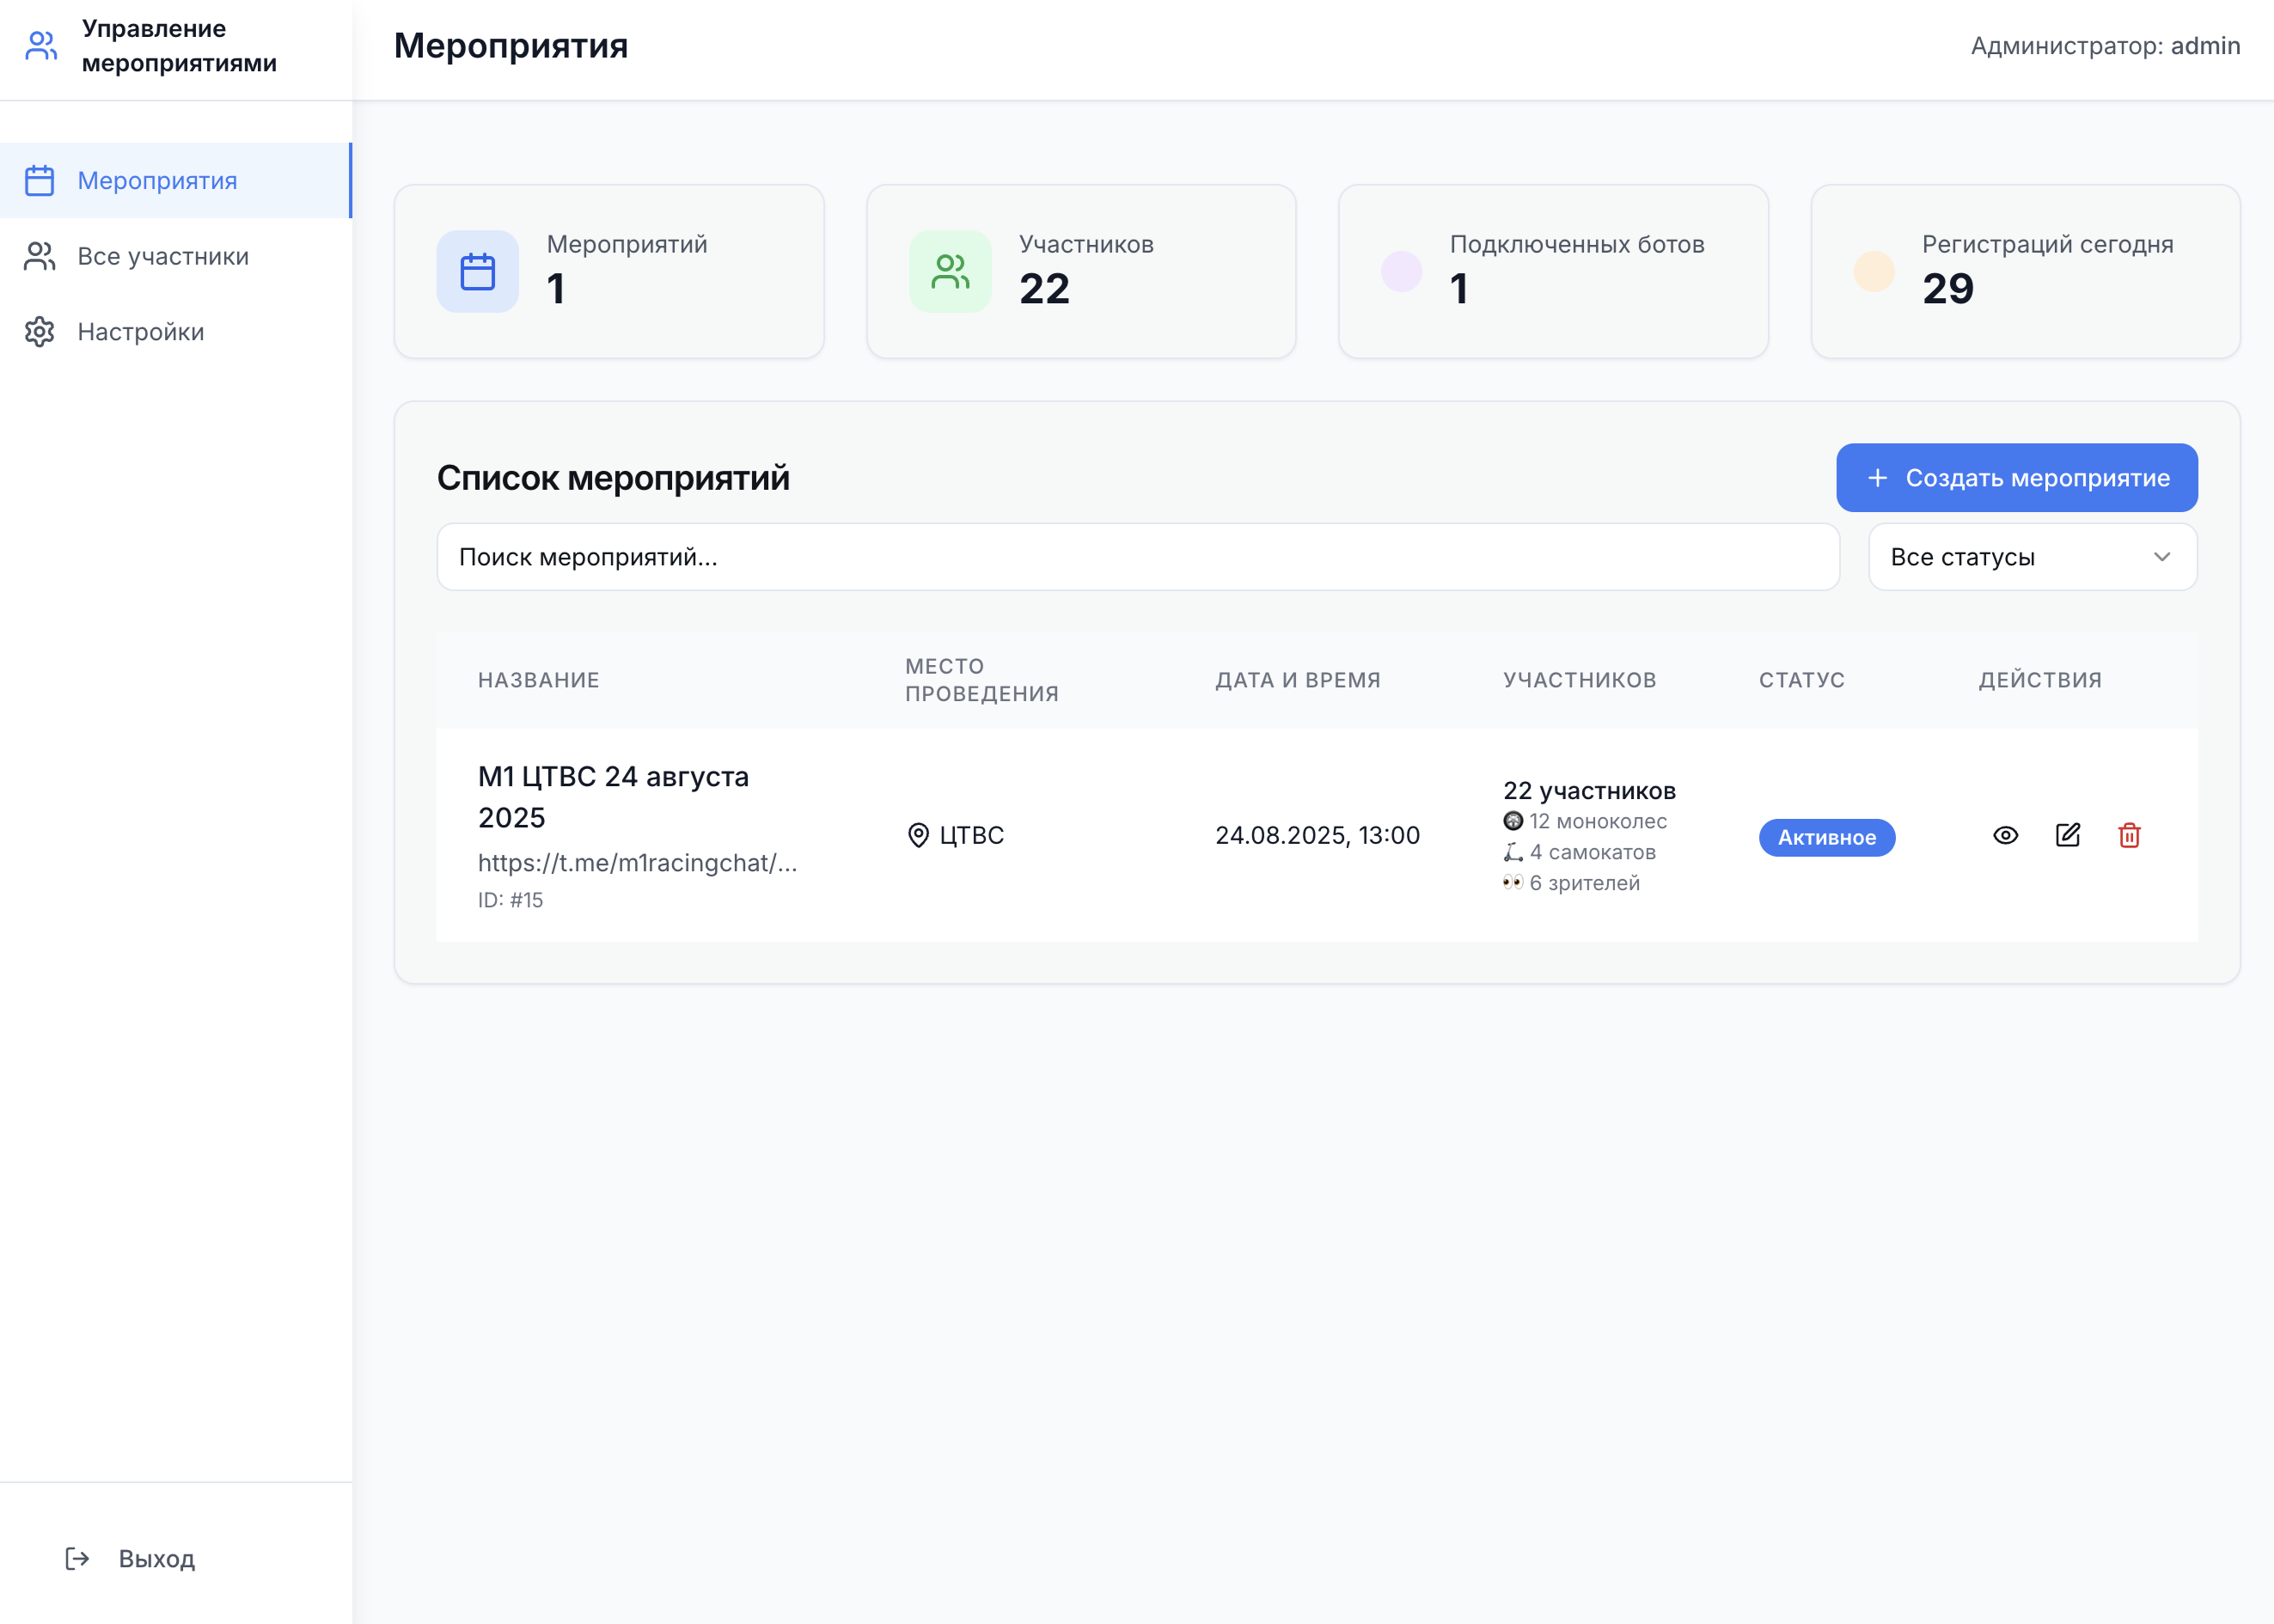 Управление
мероприятиями
Мероприятия
Администратор: admin
Мероприятия
Все участники
Настройки
Мероприятий
1
Участников
22
Подключенных ботов
1
Регистраций сегодня
29
Список мероприятий
Создать мероприятие
Поиск мероприятий...
Все статусы
НАЗВАНИЕ
МЕСТО
ПРОВЕДЕНИЯ
ДАТА И ВРЕМЯ
УЧАСТНИКОВ
СТАТУС
ДЕЙСТВИЯ
М1 ЦТВС 24 августа
2025
https://t.me/m1racingchat/...
ID: #15
ЦТВС
24.08.2025, 13:00
22 участников
12 моноколес
4 самокатов
6 зрителей
Активное
Выход